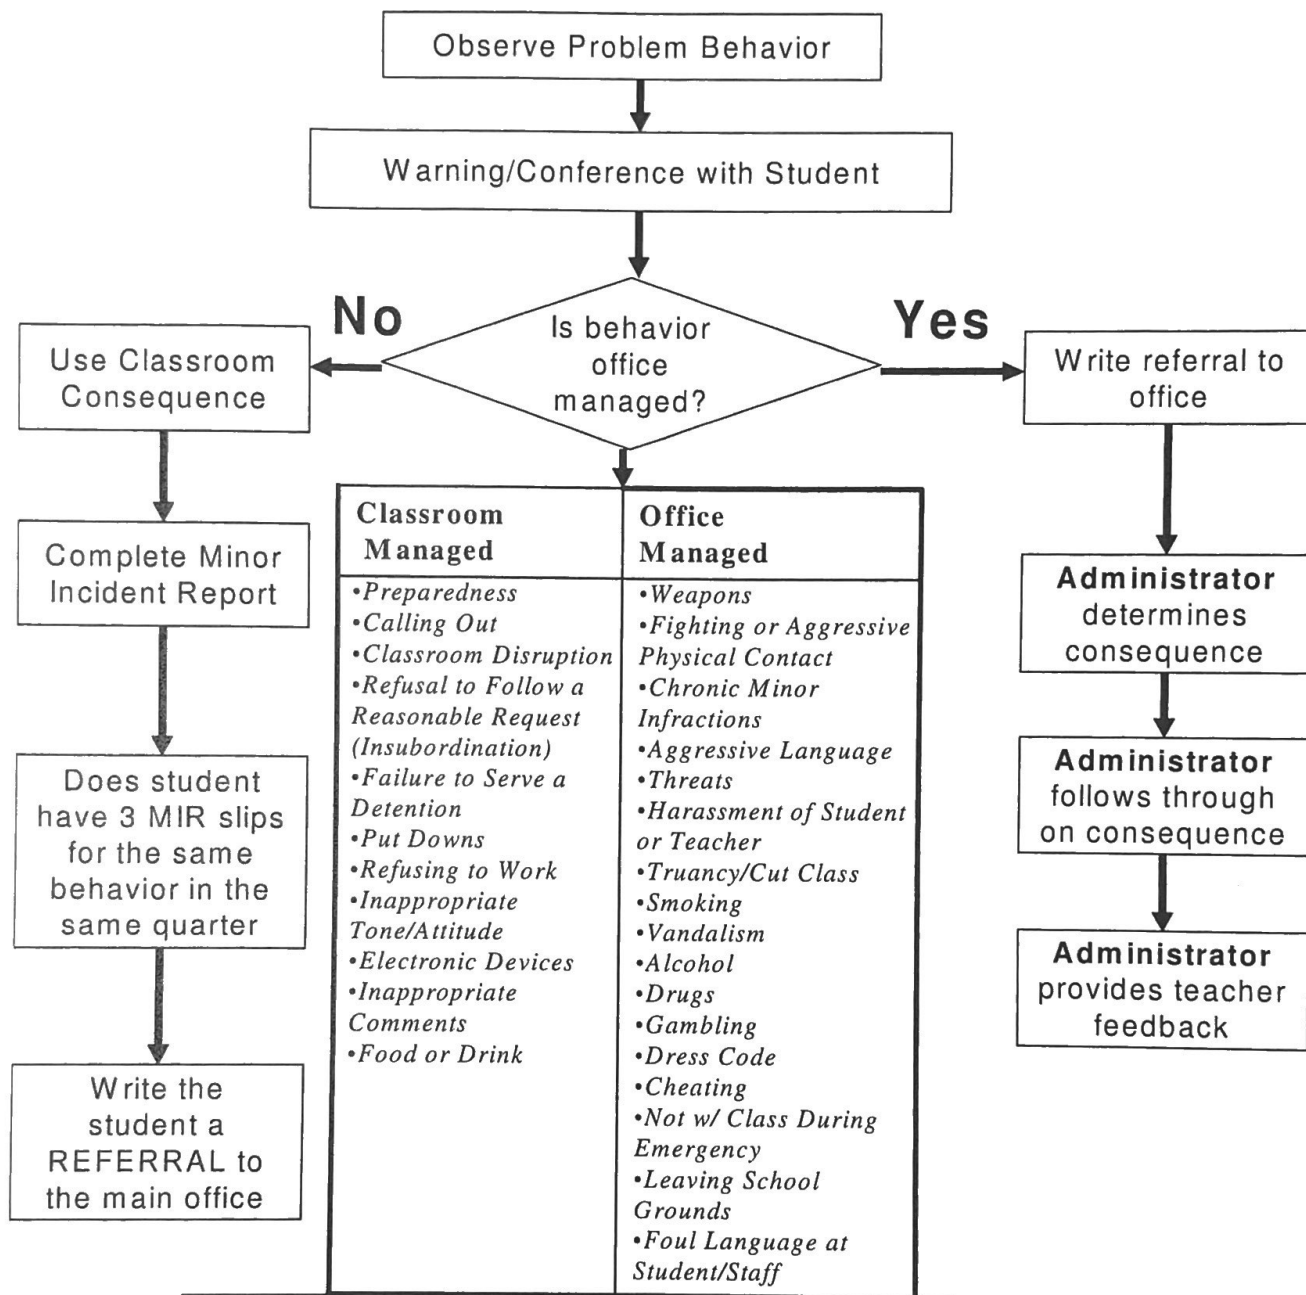 Observe Problem Behavior
Warning/Conference with Student
No
Yes
Is behavior
office
managed?
Use Classroom
Consequence
Complete Minor
Incident Report
Does student
have 3 MIR slips
for the same
behavior in the
same quarter
Write the
student a
REFERRAL to
the main office
Classroom
Managed
•Preparedness
•Calling Out
•Classroom Disruption
•Refusal to Follow a
Reasonable Request
(Insubordination)
•Failure to Serve a
Detention
•Put Downs
•Refusing to Work
•Inappropriate
Tone/Attitude
•Electronic Devices
•Inappropriate
Comments
•Food or Drink
Office
Managed
•Weapons
•Fighting or Aggressive
Physical Contact
•Chronic Minor
Infractions
•Aggressive Language
•Threats
•Harassment of Student
or Teacher
•Truancy/Cut Class
•Smoking
•Vandalism
•Alcohol
•Drugs
•Gambling
•Dress Code
•Cheating
•Not w/ Class During
Emergency
•Leaving School
Grounds
•Foul Language at
Student/Staff
Write referral to
office
Administrator
determines
consequence
Administrator
follows through
on consequence
Administrator
provides teacher
feedback